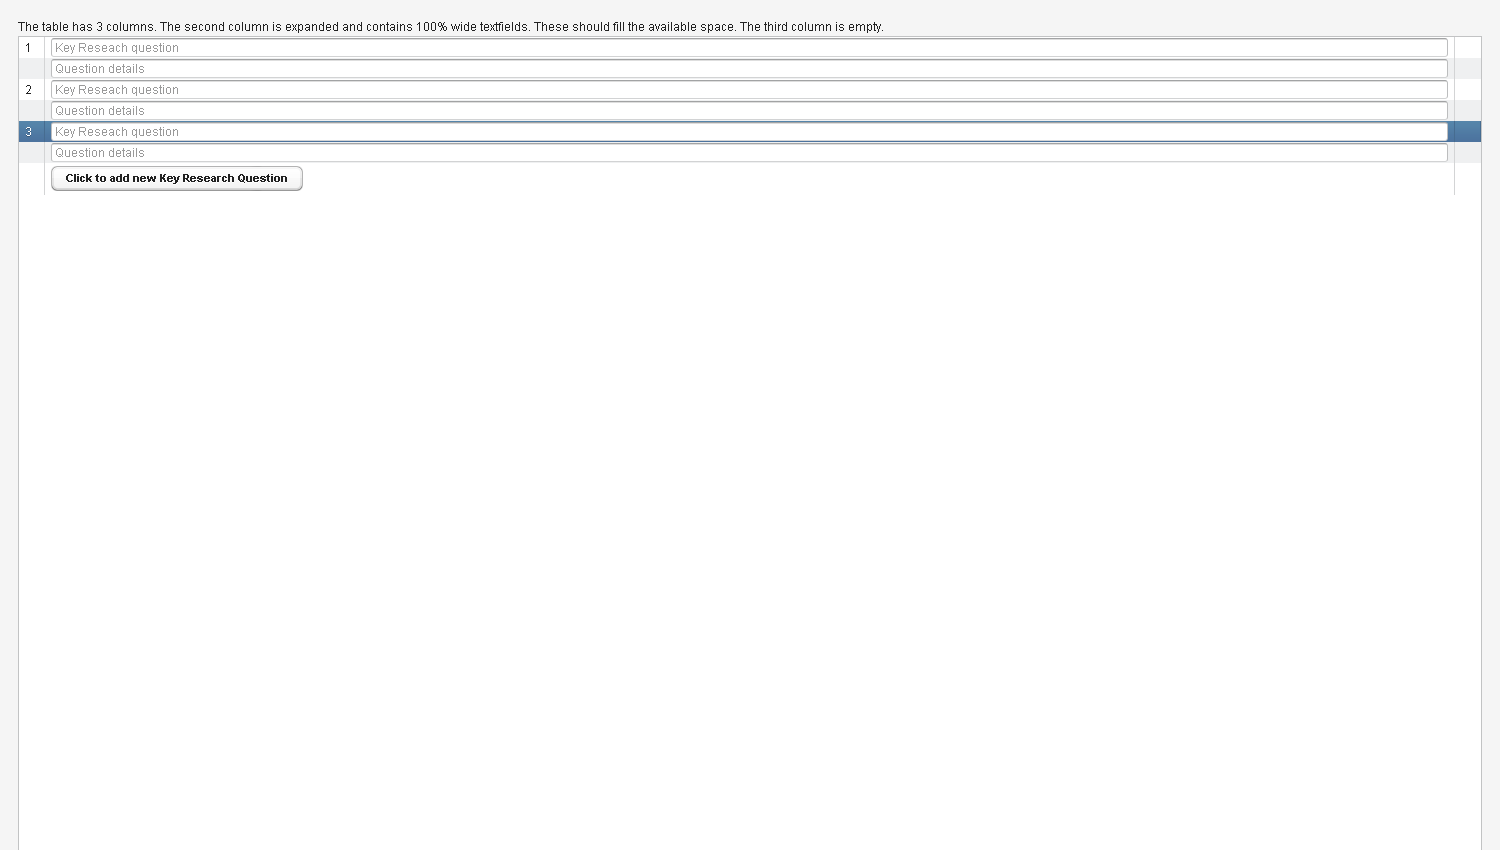 The table has 3 columns. The second column is expanded and contains 100% wide textfields. These should fill the available space. The third column is empty.
1 Key Reseach question
Question details
2 Key Reseach question
Question details
3 Key Reseach question
Question details
Click to add new Key Research Question